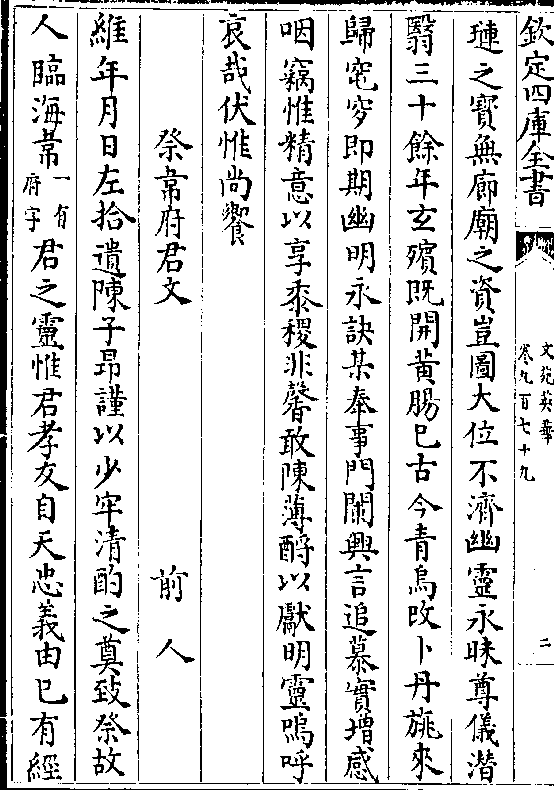 欽定四庫全書
文苑英華
卷九百七十九
二
璉之寳無廊廟之資豈圖大位不濟幽靈永昧尊儀潛
翳三十餘年玄殯既開黄腸已古今青烏改卜丹旐來
歸窀穸即期幽明永訣某奉事門闌興言追慕實増感
咽竊惟精意以享黍稷非馨敢陳薄酹以獻明靈嗚呼
哀哉伏惟尚饗
祭韋府君文 前人
維年月日左拾遺陳子昂謹以少牢清酌之奠致祭故
人臨海韋一有府字君之靈惟君孝友自天忠義由已有經